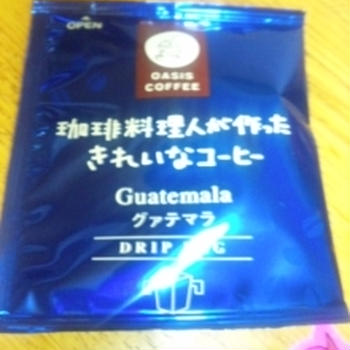 OPEN
OASIS
COFFEE
珈琲料理人が作った
きれいなコーヒー
Guatemala
グァテマラ
DRIP BAG